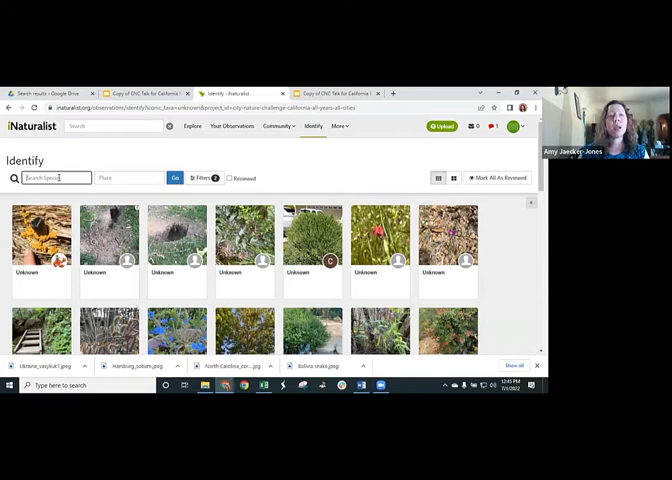 Search results - Google Drive
Copy of CNC Talk for California
Identify · iNaturalist
Copy of CNC Talk for California
inaturalist.org/observations/identify?iconic_taxa=unknown&project_id=city-nature-challenge-california-all-years-all-cities
iNaturalist
Search
Explore
Your Observations
Community
Identify
More
Upload
0
1
Amy Jaecker-Jones
Identify
Search Species
Place
Go
Filters 2
Reviewed
Mark All As Reviewed
C
Unknown
Unknown
Unknown
Unknown
Unknown
Unknown
Unknown
Ukraine_vasyliuk1.jpeg
Hamburg_sobam.jpeg
North Carolina_cor....jpg
Bolivia snake.jpeg
Show all
Type here to search
12:45 PM
7/1/2022